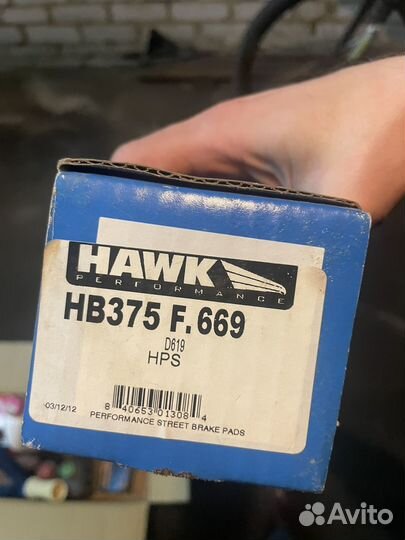 HAWK
PERFORMANCE
HB375 F.669
D619
HPS
03/12/12
8 40653 01308 4
PERFORMANCE STREET BRAKE PADS
Avito